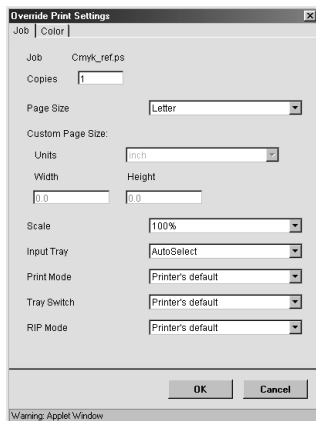 Override Print Settings
Job Color
Job Cmyk_ref.ps
Copies 1
Page Size Letter
Custom Page Size:
Units inch
Width Height
0.0 0.0
Scale 100%
Input Tray AutoSelect
Print Mode Printer's default
Tray Switch Printer's default
RIP Mode Printer's default
OK Cancel
Warning: Applet Window